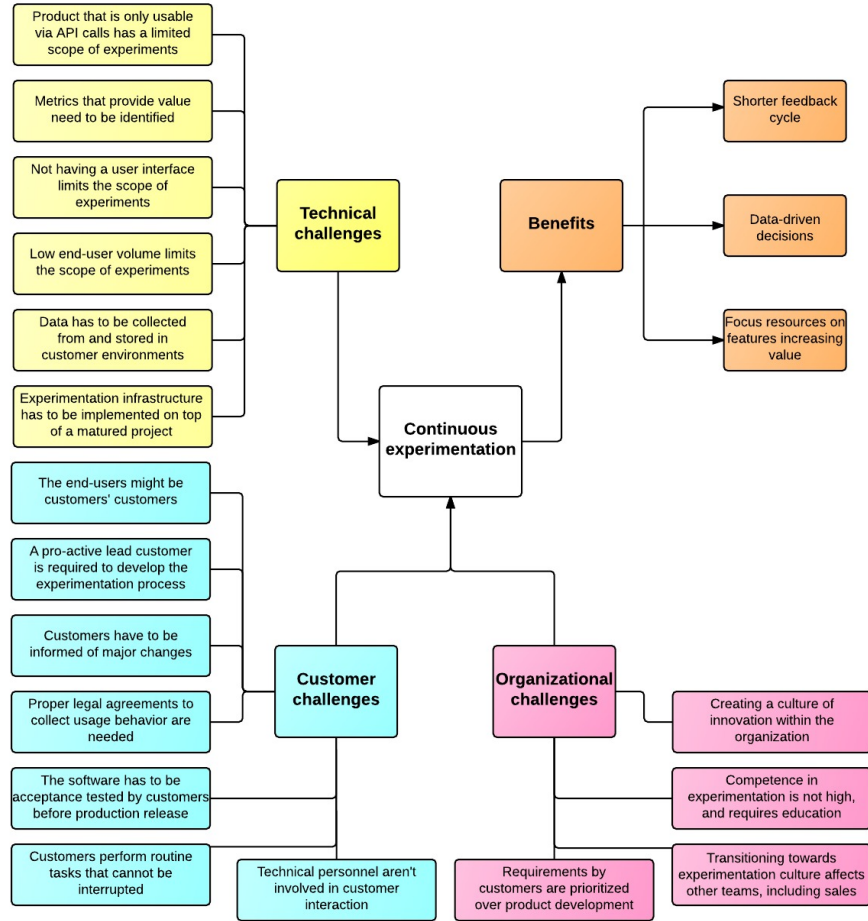 Product that is only usable
via API calls has a limited
scope of experiments
Metrics that provide value
need to be identified
Not having a user interface
limits the scope of
experiments
Low end-user volume limits
the scope of experiments
Data has to be collected
from and stored in
customer environments
Experimentation infrastructure
has to be implemented on top
of a matured project
Technical
challenges
Benefits
Shorter feedback
cycle
Data-driven
decisions
Focus resources on
features increasing
value
Continuous
experimentation
The end-users might be
customers' customers
A pro-active lead customer
is required to develop the
experimentation process
Customers have to be
informed of major changes
Proper legal agreements to
collect usage behavior are
needed
The software has to be
acceptance tested by customers
before production release
Customers perform routine
tasks that cannot be
interrupted
Customer
challenges
Technical personnel aren't
involved in customer
interaction
Organizational
challenges
Requirements by
customers are prioritized
over product development
Creating a culture of
innovation within the
organization
Competence in
experimentation is not high,
and requires education
Transitioning towards
experimentation culture affects
other teams, including sales